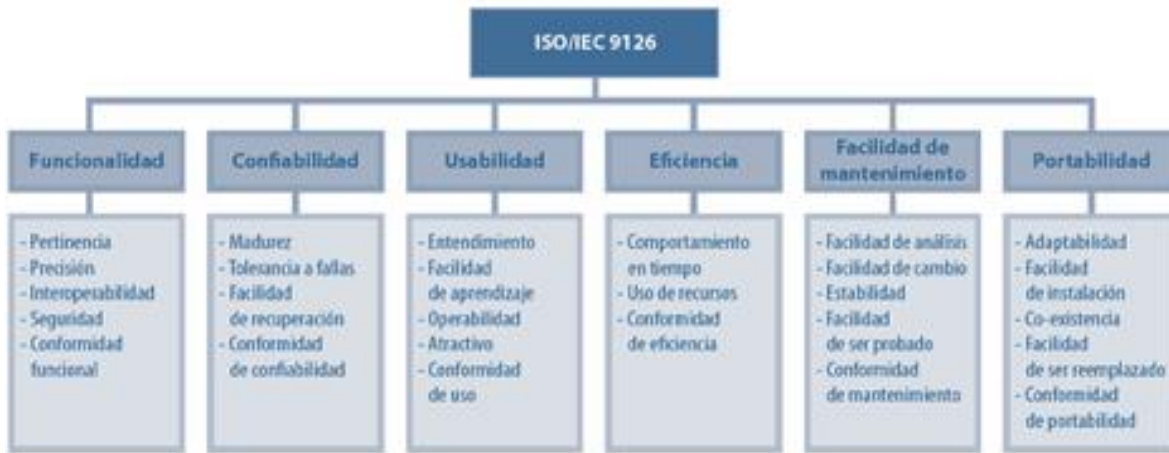 ISO/IEC 9126
Funcionalidad
- Pertinencia
- Precisión
- Interoperabilidad
- Seguridad
- Conformidad
funcional
Confiabilidad
- Madurez
- Tolerancia a fallas
- Facilidad
de recuperación
- Conformidad
de confiabilidad
Usabilidad
- Entendimiento
- Facilidad
de aprendizaje
- Operabilidad
- Atractivo
- Conformidad
de uso
Eficiencia
- Comportamiento
en tiempo
- Uso de recursos
- Conformidad
de eficiencia
Facilidad de
mantenimiento
- Facilidad de análisis
- Facilidad de cambio
- Estabilidad
- Facilidad
de ser probado
- Conformidad
de mantenimiento
Portabilidad
- Adaptabilidad
- Facilidad
de instalación
- Co-existencia
- Facilidad
de ser reemplazado
- Conformidad
de portabilidad